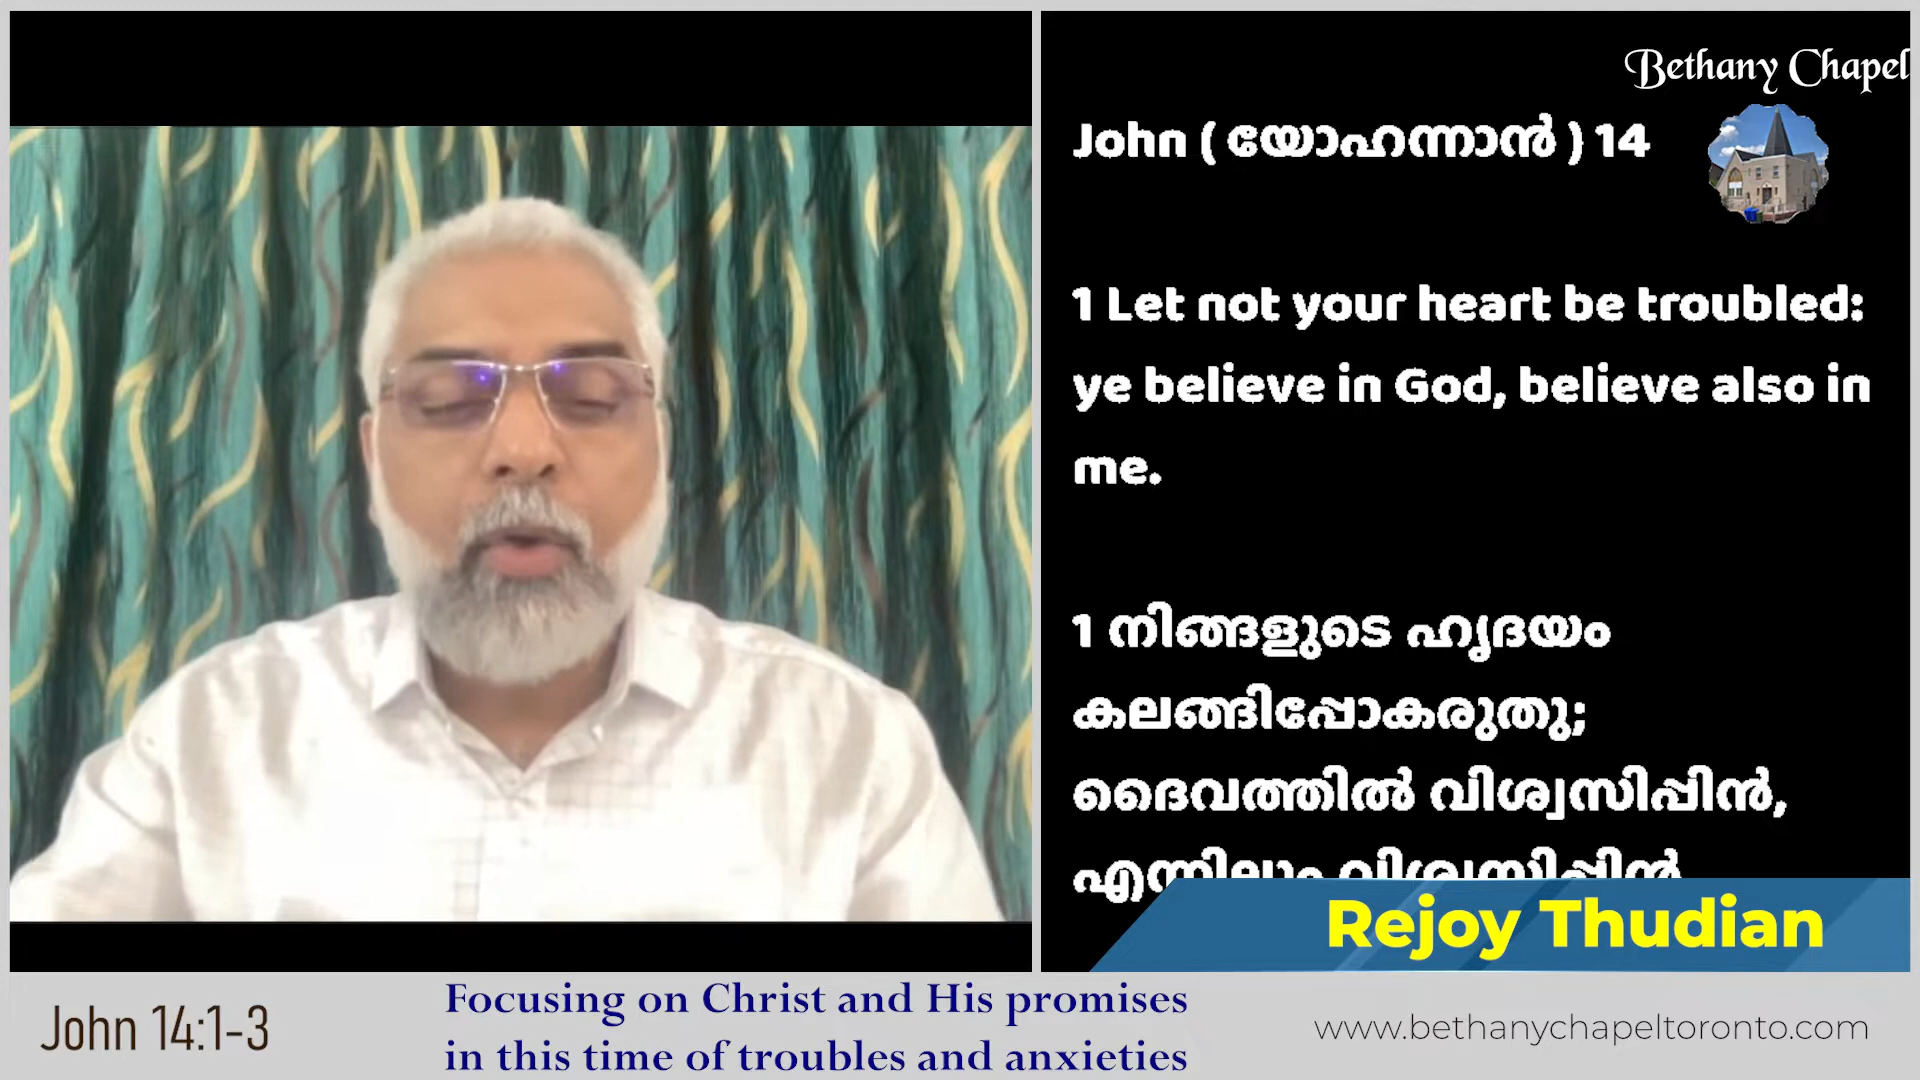 Bethany Chapel
John ( യോഹന്നാൻ ) 14
1 Let not your heart be troubled:
ye believe in God, believe also in
me.
1 നിങ്ങളുടെ ഹൃദയം
കലങ്ങിപ്പോകരുതു;
ദൈവത്തിൽ വിശ്വസിപ്പിൻ,
എന്നിലും വിശ്വസിപ്പിൻ
Rejoy Thudian
John 14:1-3
Focusing on Christ and His promises
in this time of troubles and anxieties
www.bethanychapeltoronto.com